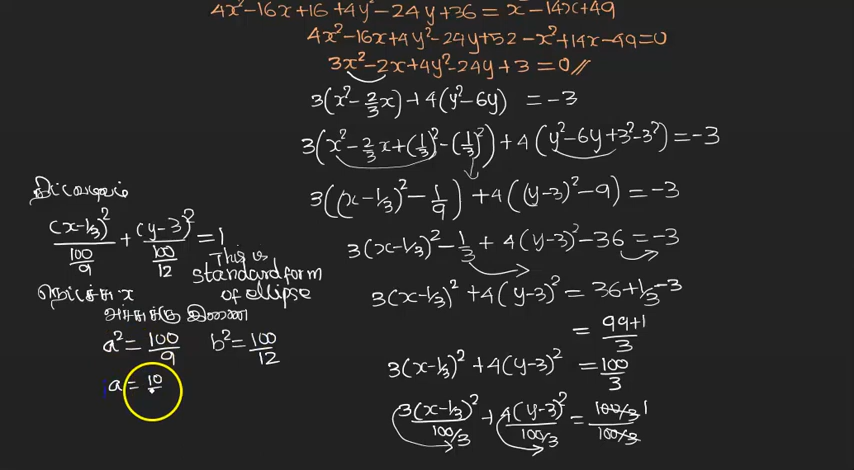 4x²-16x+16+4y²-24y+36 = x²-14x+49
4x²-16x+4y²-24y+52-x²+14x-49=0
3x²-2x+4y²-24y+3=0//
3(x²-2/3x)+4(y²-6y) = -3
3(x²-2/3x+(1/3)²-(1/3)²)+4(y²-6y+3²-3²)=-3
3((x-1/3)²-1/9)+4((y-3)²-9)=-3
3(x-1/3)²-1/3+4(y-3)²-36=-3
3(x-1/3)²+4(y-3)²=36+1/3-3
=99+1/3
3(x-1/3)²+4(y-3)²=100/3
3(x-1/3)²/100/3+4(y-3)²/100/3=100/3/100/3 1
(x-1/3)²/100/9+(y-3)²/100/12=1
This is
standard form
of ellipse
நெட்டச்சு x
அச்சுக்கு இணை
a²=100/9 b²=100/12
a=10